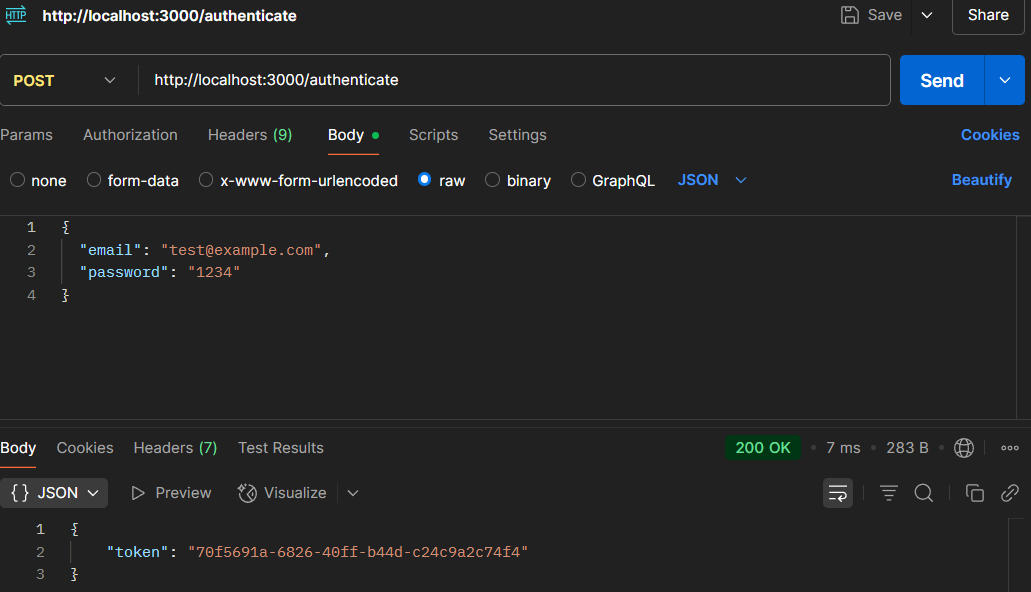 HTTP http://localhost:3000/authenticate Save Share
POST http://localhost:3000/authenticate Send
Params Authorization Headers (9) Body Scripts Settings Cookies
none form-data x-www-form-urlencoded raw binary GraphQL JSON Beautify
1 {
2 "email": "test@example.com",
3 "password": "1234"
4 }
Body Cookies Headers (7) Test Results 200 OK • 7 ms • 283 B •
{} JSON Preview Visualize
1 {
2 "token": "70f5691a-6826-40ff-b44d-c24c9a2c74f4"
3 }